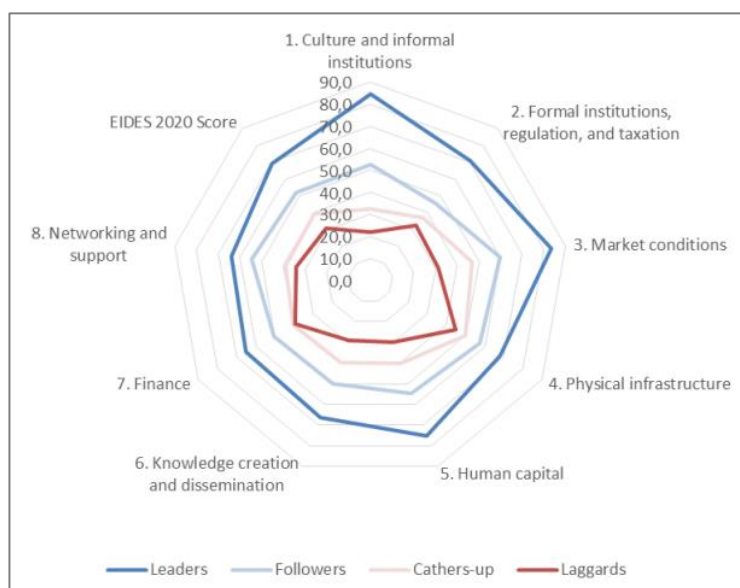 1. Culture and informal
institutions
90,0
80,0
70,0
60,0
50,0
40,0
30,0
20,0
10,0
0,0
2. Formal institutions,
regulation, and taxation
3. Market conditions
4. Physical infrastructure
5. Human capital
6. Knowledge creation
and dissemination
7. Finance
8. Networking and
support
EIDES 2020 Score
Leaders Followers Cathers-up Laggards